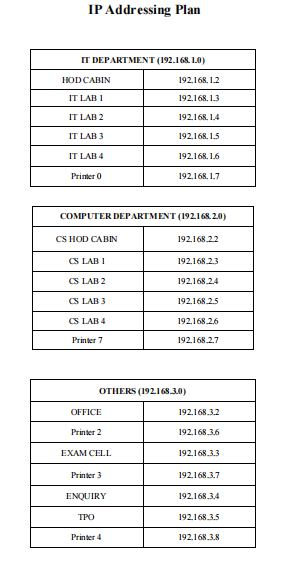 IP Addressing Plan
IT DEPARTMENT (192.168.1.0)
HOD CABIN 192.168.1.2
IT LAB 1 192.168.1.3
IT LAB 2 192.168.1.4
IT LAB 3 192.168.1.5
IT LAB 4 192.168.1.6
Printer 0 192.168.1.7
COMPUTER DEPARTMENT (192.168.2.0)
CS HOD CABIN 192.168.2.2
CS LAB 1 192.168.2.3
CS LAB 2 192.168.2.4
CS LAB 3 192.168.2.5
CS LAB 4 192.168.2.6
Printer 7 192.168.2.7
OTHERS (192.168.3.0)
OFFICE 192.168.3.2
Printer 2 192.168.3.6
EXAM CELL 192.168.3.3
Printer 3 192.168.3.7
ENQUIRY 192.168.3.4
TPO 192.168.3.5
Printer 4 192.168.3.8